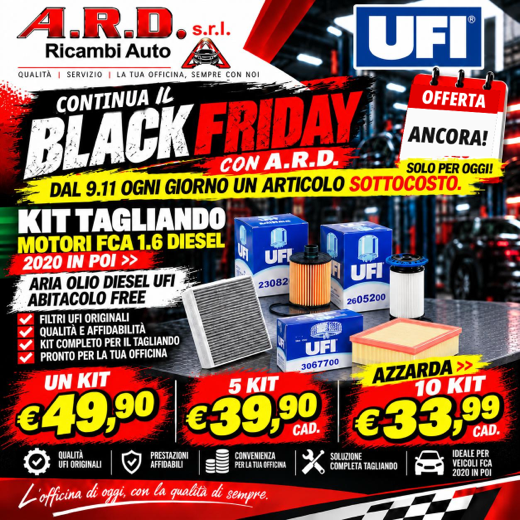 A.R.D. s.r.l.
Ricambi Auto
QUALITÀ | SERVIZIO | LA TUA OFFICINA, SEMPRE CON NOI
UFI
CONTINUA IL
BLACK FRIDAY
CON A.R.D.
OFFERTA
ANCORA!
SOLO PER OGGI!
DAL 9.11 OGNI GIORNO UN ARTICOLO SOTTOCOSTO.
KIT TAGLIANDO
MOTORI FCA 1.6 DIESEL
2020 IN POI >>
ARIA OLIO DIESEL UFI
ABITACOLO FREE
FILTRI UFI ORIGINALI
QUALITÀ E AFFIDABILITÀ
KIT COMPLETO PER IL TAGLIANDO
PRONTO PER LA TUA OFFICINA
UFI
UFI
2605200
UFI
3067700
UN KIT
€49,90
5 KIT
€39,90
CAD.
AZZARDA >>
10 KIT
€33,99
CAD.
QUALITÀ
UFI ORIGINALI
PRESTAZIONI
AFFIDABILI
CONVENIENZA
PER LA TUA OFFICINA
SOLUZIONE
COMPLETA TAGLIANDO
IDEALE PER
VEICOLI FCA
2020 IN POI
L'officina di oggi, con la qualità di sempre.